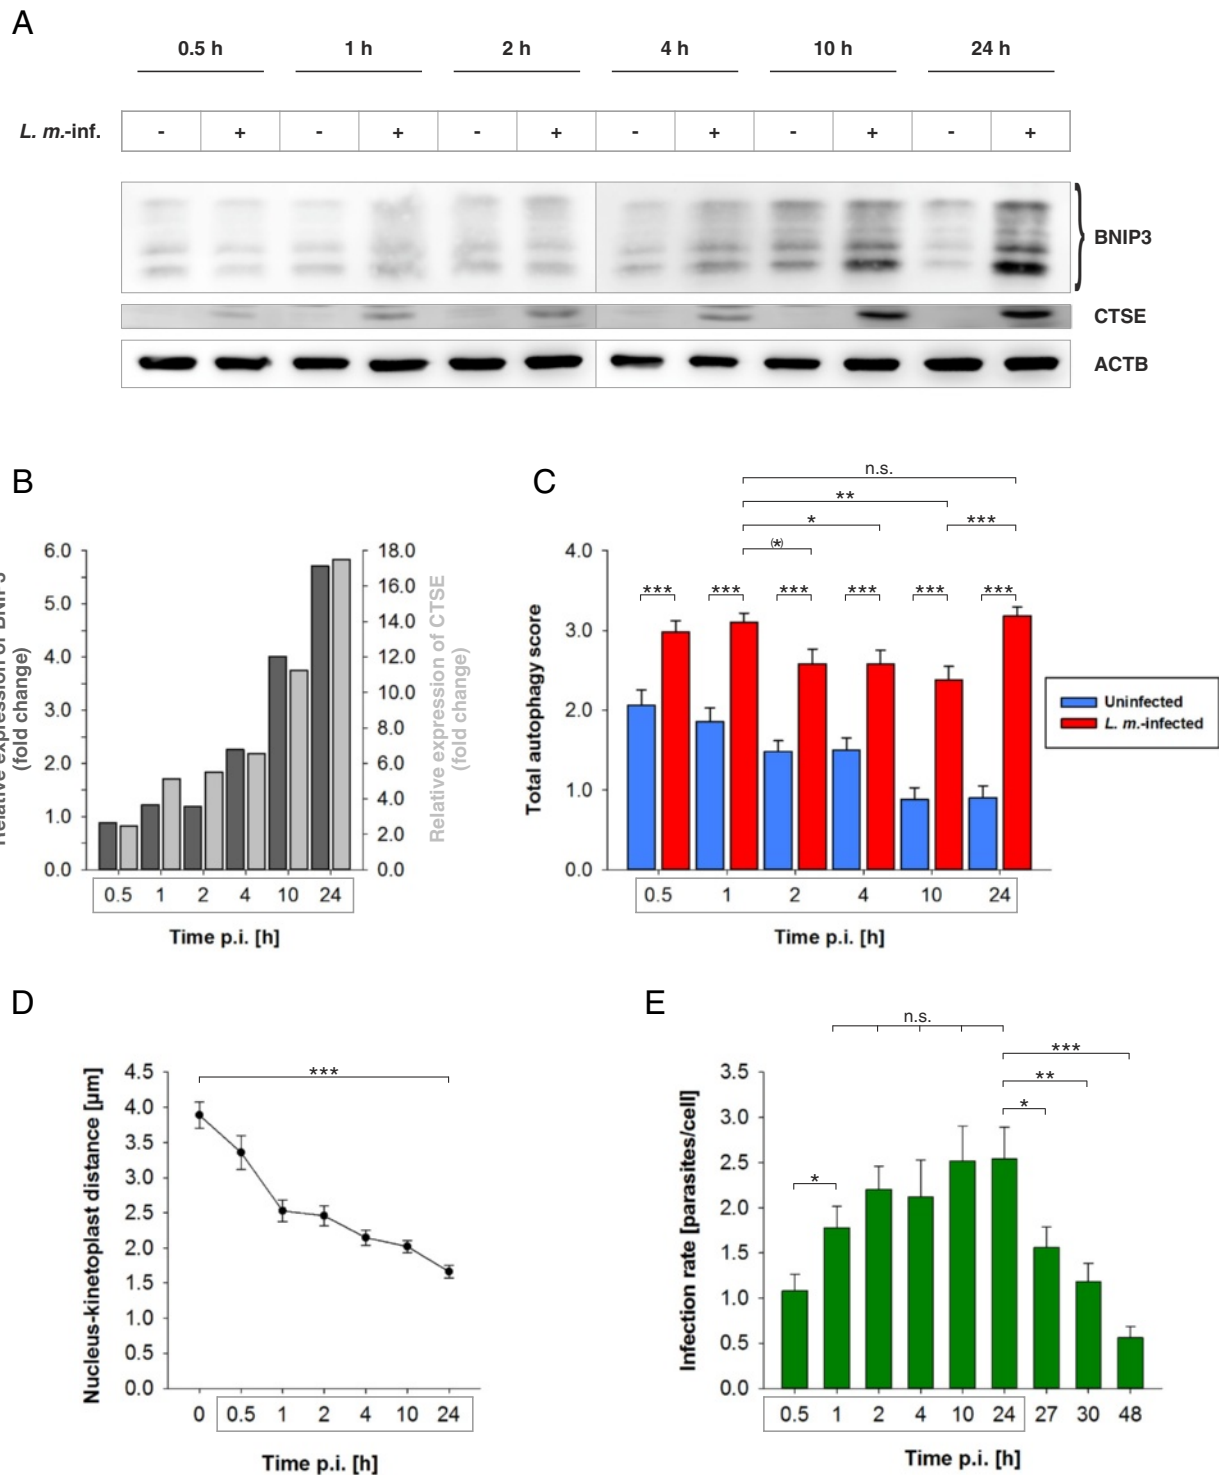 A
0.5 h 1 h 2 h 4 h 10 h 24 h
L. m.-inf. - + - + - + - + - + - +
BNIP3
CTSE
ACTB
B
Relative expression of BNIP3
(fold change)
6.0
5.0
4.0
3.0
2.0
1.0
0.0
18.0
16.0
14.0
12.0
10.0
8.0
6.0
4.0
2.0
0.0
Relative expression of CTSE
(fold change)
0.5 1 2 4 10 24
Time p.i. [h]
C
n.s.
**
* ***
(*)
*** *** *** *** *** ***
Total autophagy score
4.0
3.0
2.0
1.0
0.0
0.5 1 2 4 10 24
Time p.i. [h]
Uninfected
L. m.-infected
D
***
Nucleus-kinetoplast distance [µm]
4.5
4.0
3.5
3.0
2.5
2.0
1.5
1.0
0.5
0.0
0 0.5 1 2 4 10 24
Time p.i. [h]
E
n.s.
***
**
*
*
Infection rate [parasites/cell]
3.5
3.0
2.5
2.0
1.5
1.0
0.5
0.0
0.5 1 2 4 10 24 27 30 48
Time p.i. [h]